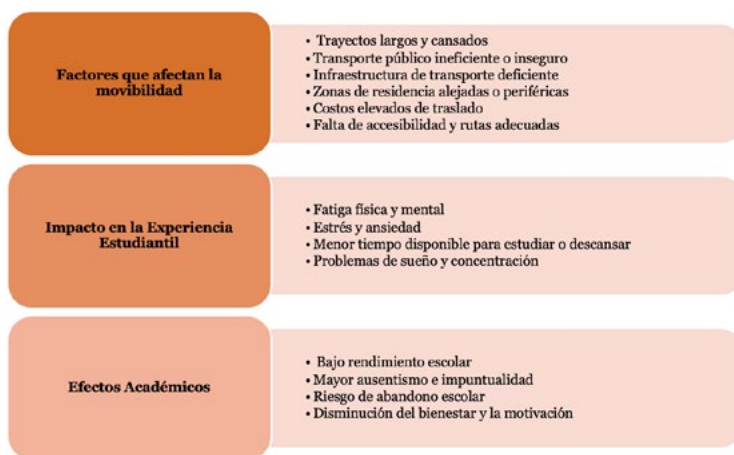 Factores que afectan la
movibilidad
• Trayectos largos y cansados
• Transporte público ineficiente o inseguro
• Infraestructura de transporte deficiente
• Zonas de residencia alejadas o periféricas
• Costos elevados de traslado
• Falta de accesibilidad y rutas adecuadas
Impacto en la Experiencia
Estudiantil
• Fatiga física y mental
• Estrés y ansiedad
• Menor tiempo disponible para estudiar o descansar
• Problemas de sueño y concentración
Efectos Académicos
• Bajo rendimiento escolar
• Mayor ausentismo e impuntualidad
• Riesgo de abandono escolar
• Disminución del bienestar y la motivación